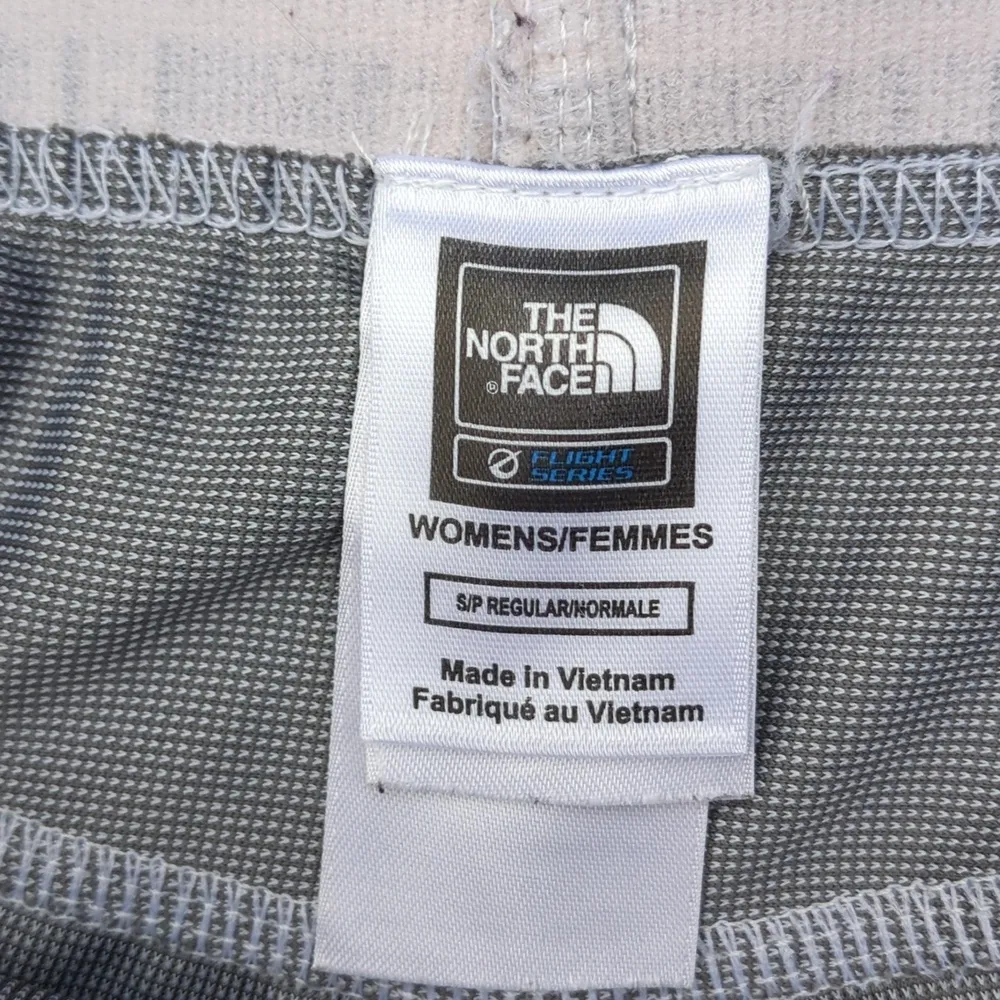 THE
NORTH
FACE
®
FLIGHT
SERIES
WOMENS/FEMMES
S/P REGULAR/NORMALE
Made in Vietnam
Fabriqué au Vietnam